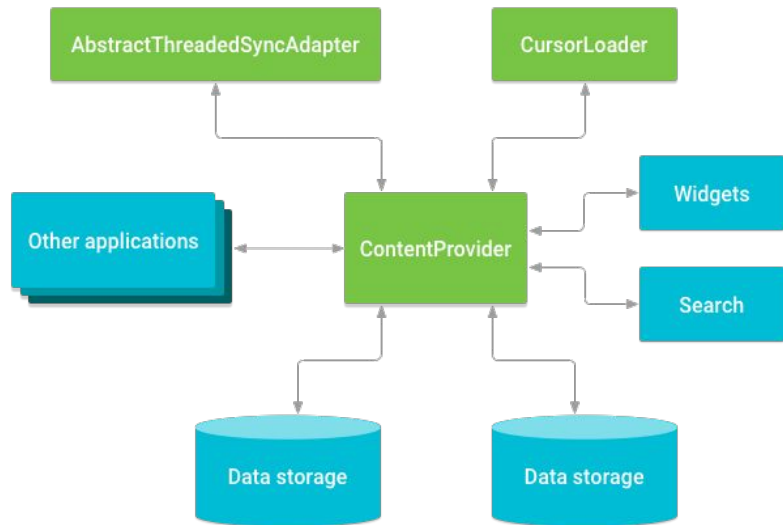 AbstractThreadedSyncAdapter
CursorLoader
Other applications
ContentProvider
Widgets
Search
Data storage
Data storage